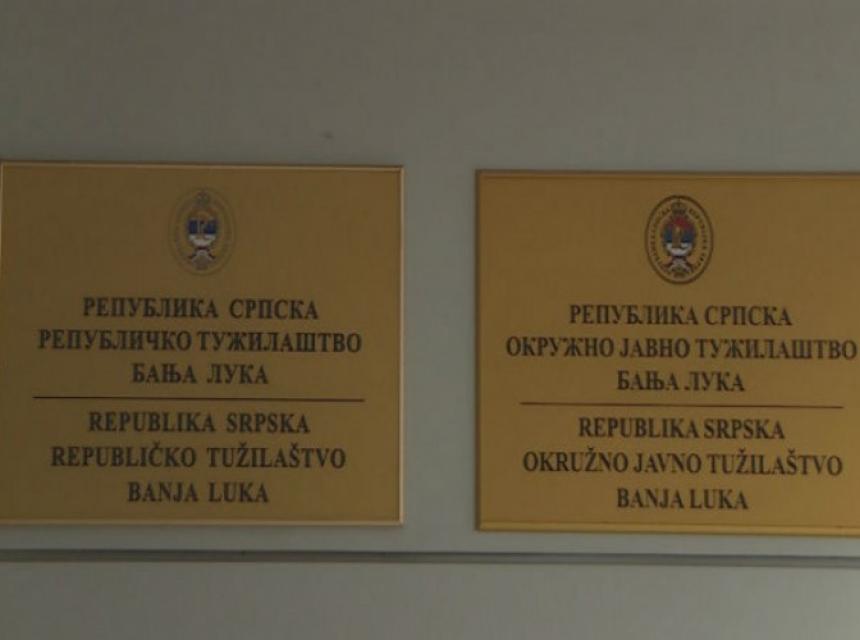 РЕПУБЛИКА СРПСКА
РЕПУБЛИЧКО ТУЖИЛАШТВО
БАЊА ЛУКА
REPUBLIKA SRPSKA
REPUBLIČKO TUŽILAŠTVO
BANJA LUKA
РЕПУБЛИКА СРПСКА
ОКРУЖНО ЈАВНО ТУЖИЛАШТВО
БАЊА ЛУКА
REPUBLIKA SRPSKA
OKRUŽNO JAVNO TUŽILAŠTVO
BANJA LUKA